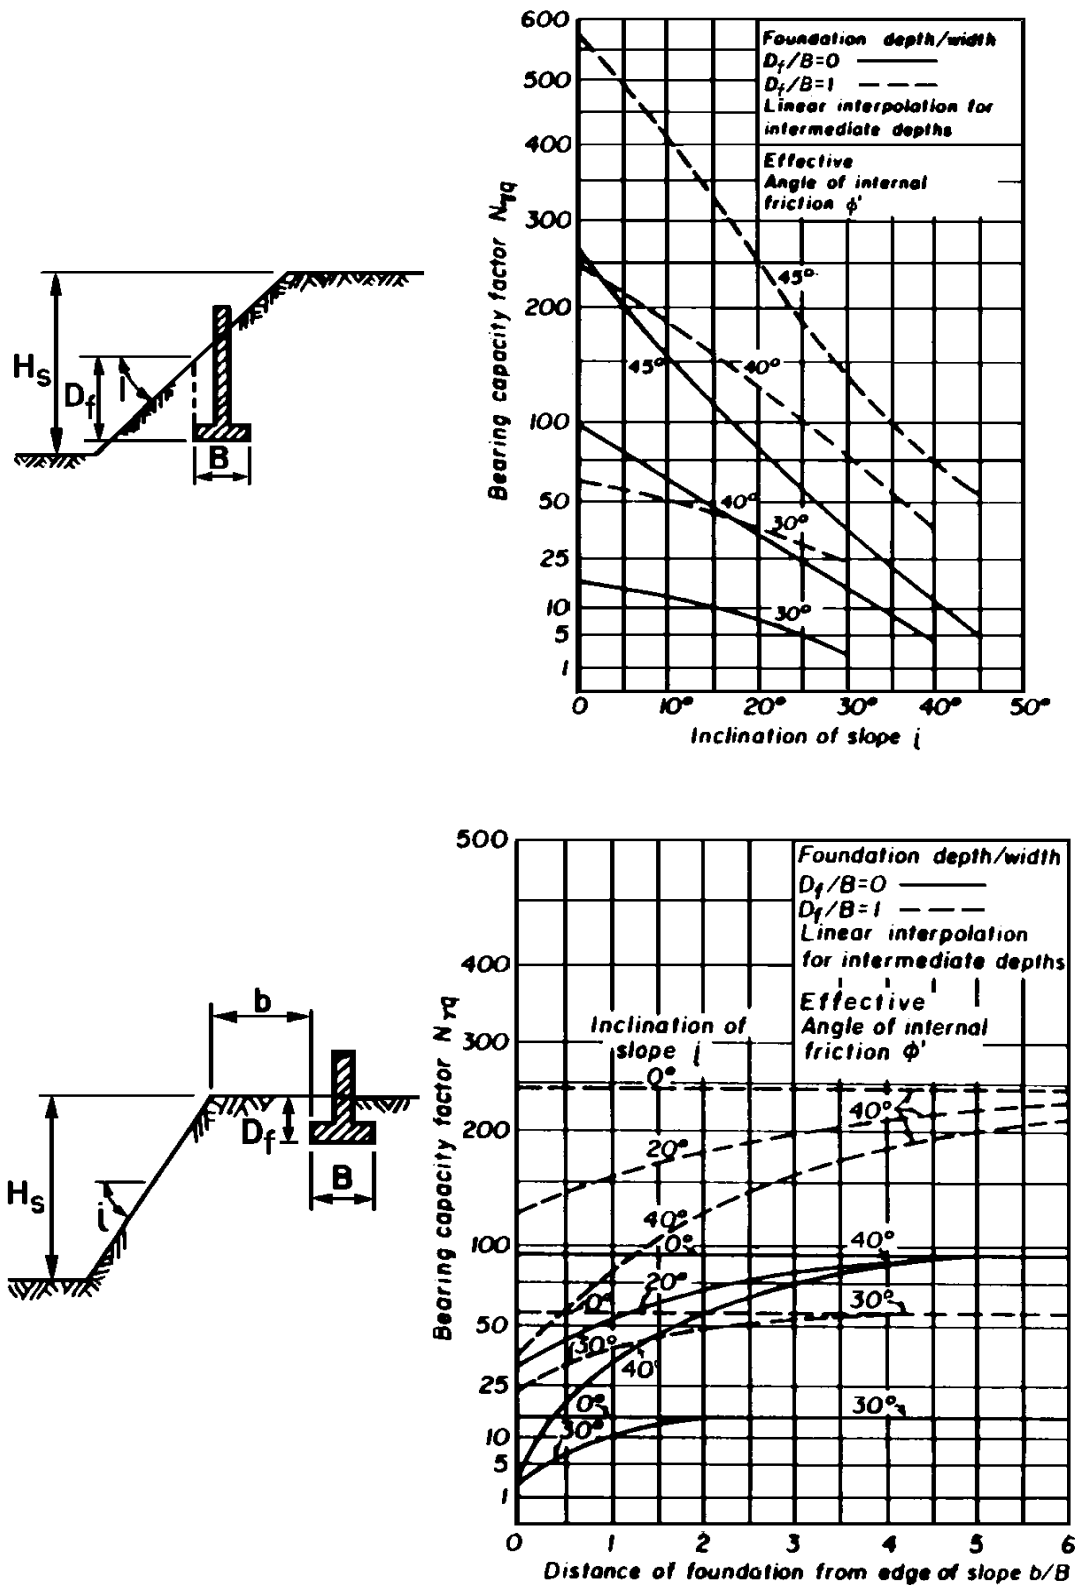 600
500
400
300
200
100
50
25
10
5
1
Bearing capacity factor Nγq
Foundation depth/width
Df/B=0
Df/B=1
Linear interpolation for
intermediate depths
Effective
Angle of internal
friction ϕ'
45°
45°
40°
40°
30°
30°
0 10° 20° 30° 40° 50°
Inclination of slope i
Hs
Df
i
B
500
400
300
200
100
50
25
10
5
1
Bearing capacity factor Nγq
Foundation depth/width
Df/B=0
Df/B=1
Linear interpolation
for intermediate depths
Effective
Angle of internal
friction ϕ'
Inclination of
slope i
0°
40°
20°
40°
0°
40°
20°
0°
30°
30°
40°
0°
30°
30°
0 1 2 3 4 5 6
Distance of foundation from edge of slope b/B
b
Df
Hs
B
i